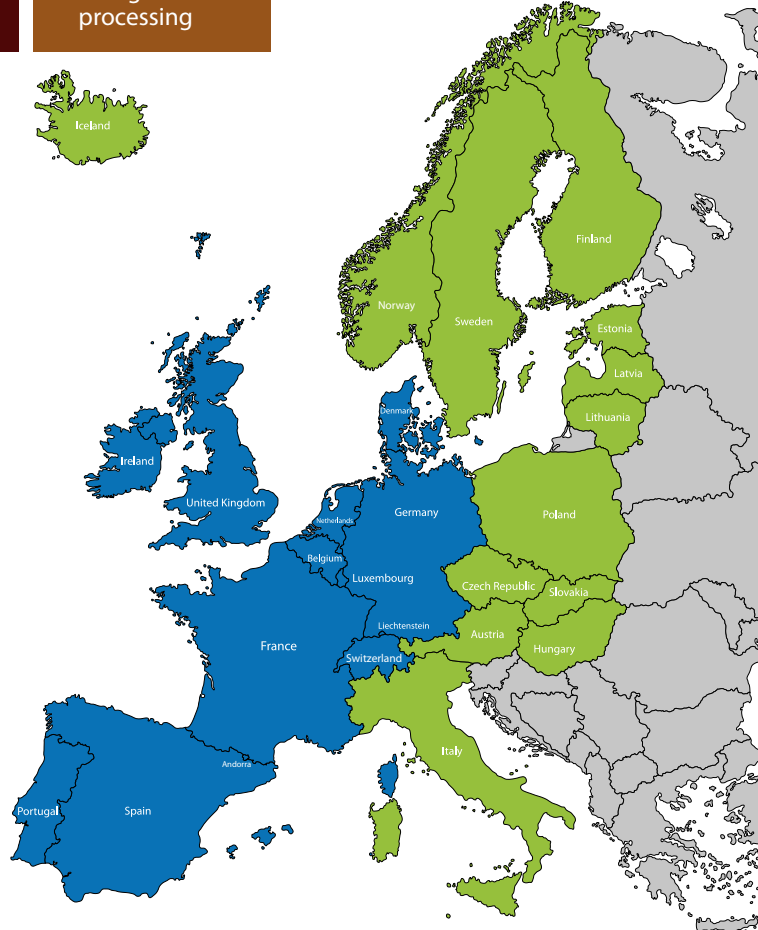 processing
Iceland
Finland
Norway
Sweden
Estonia
Latvia
Denmark
Lithuania
Ireland
United Kingdom
Germany
Poland
Netherlands
Belgium
Luxembourg
Czech Republic
Slovakia
Liechtenstein
Austria
France
Hungary
Switzerland
Italy
Andorra
Portugal
Spain